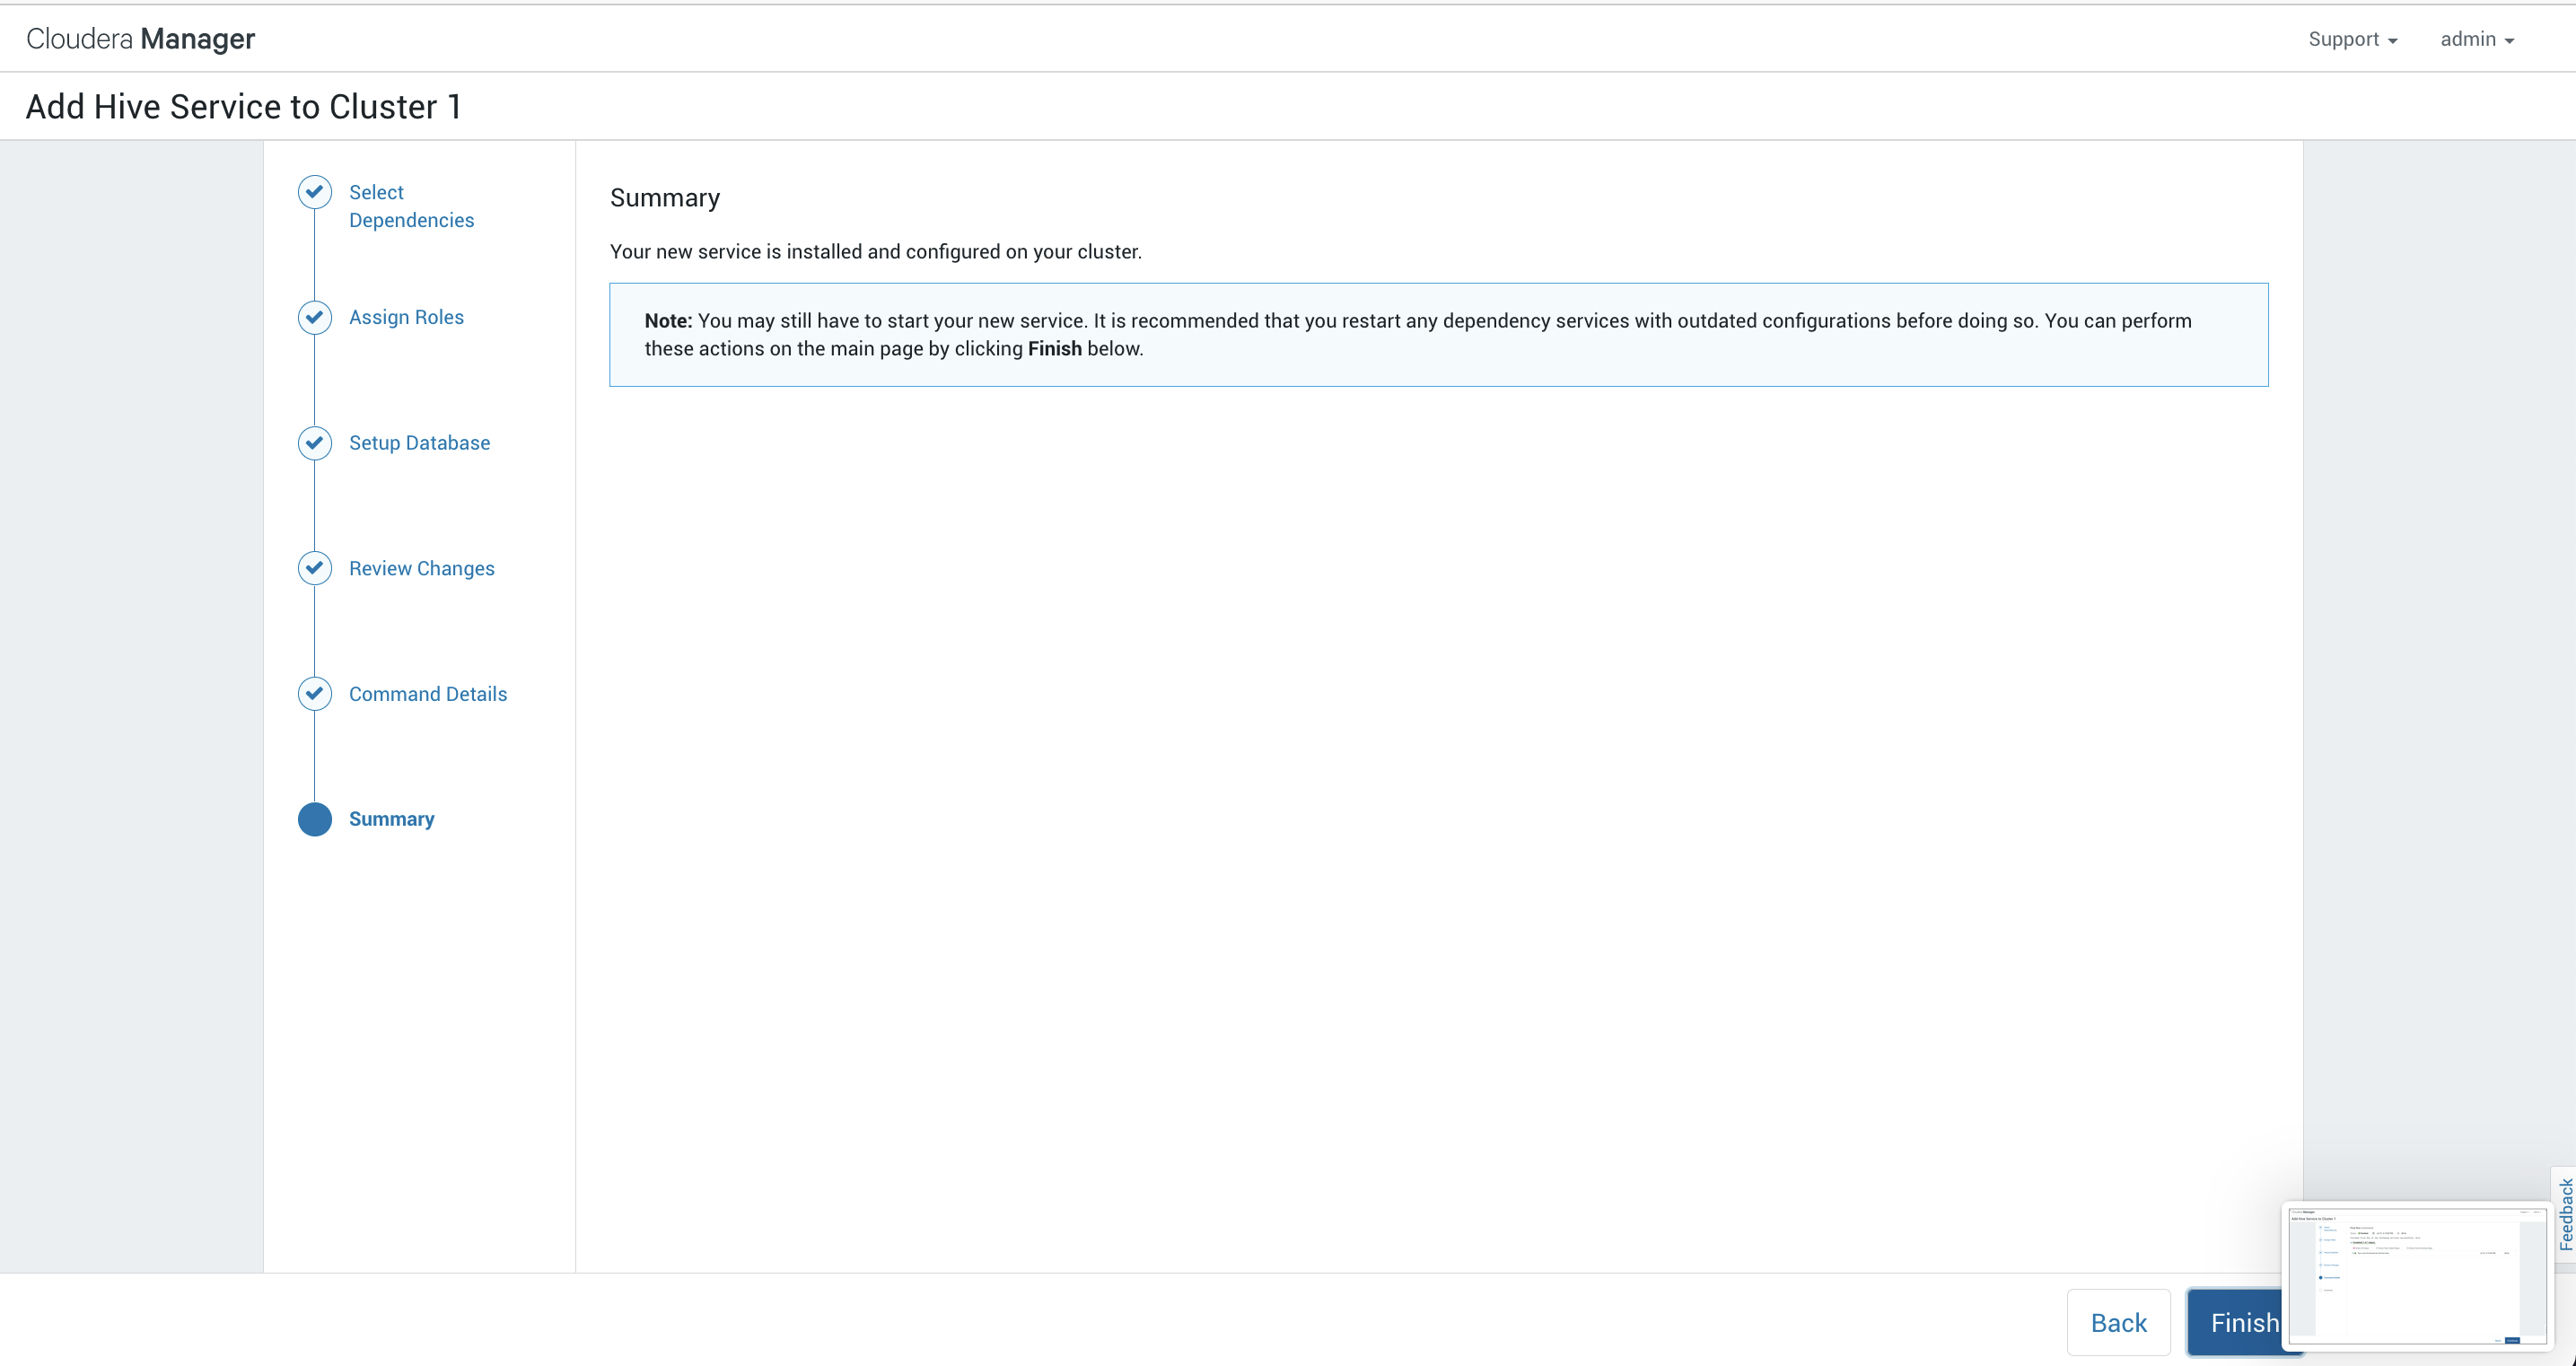 Cloudera Manager
Support
admin
Add Hive Service to Cluster 1
Select
Dependencies
Assign Roles
Setup Database
Review Changes
Command Details
Summary
Summary
Your new service is installed and configured on your cluster.
Note: You may still have to start your new service. It is recommended that you restart any dependency services with outdated configurations before doing so. You can perform
these actions on the main page by clicking Finish below.
Feedback
Back
Finish